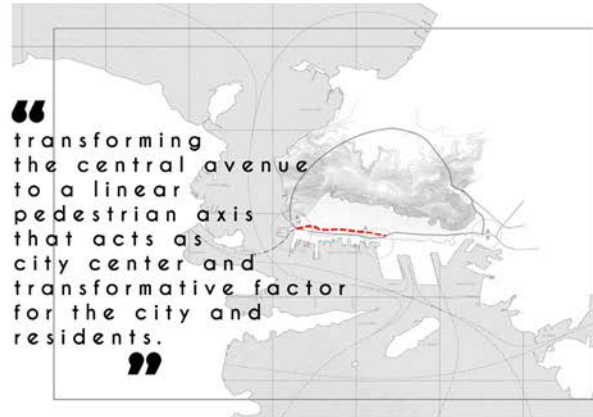 “
transforming
the central avenue
to a linear
pedestrian axis
that acts as
city center and
transformative factor
for the city and
residents.
”